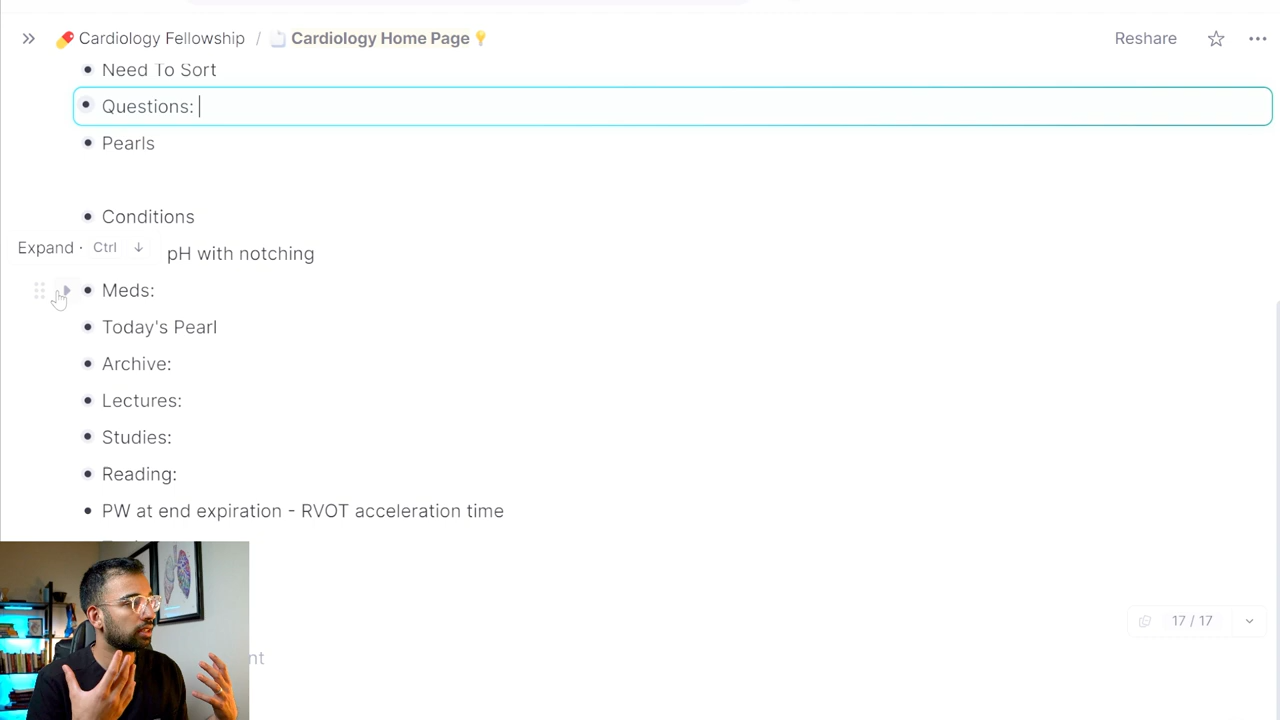 Cardiology Fellowship / Cardiology Home Page
Reshare
Need To Sort
Questions:
Pearls
Conditions
Expand · Ctrl ↓
pH with notching
Meds:
Today's Pearl
Archive:
Lectures:
Studies:
Reading:
PW at end expiration - RVOT acceleration time
17 / 17
nt